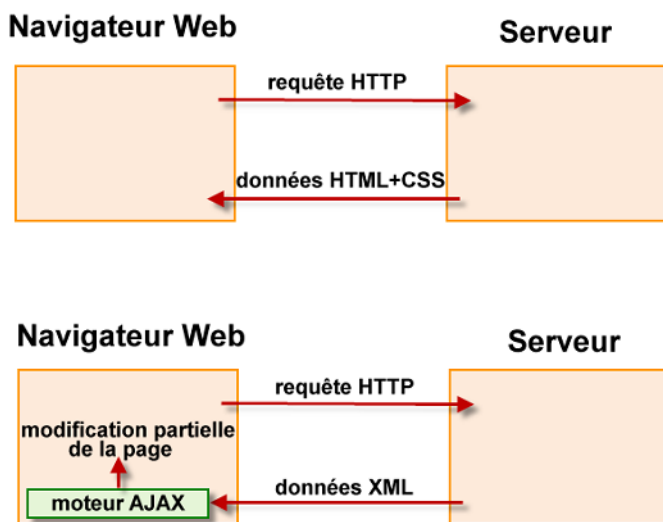 Navigateur Web
Serveur
requête HTTP
données HTML+CSS
Navigateur Web
Serveur
requête HTTP
modification partielle
de la page
données XML
moteur AJAX